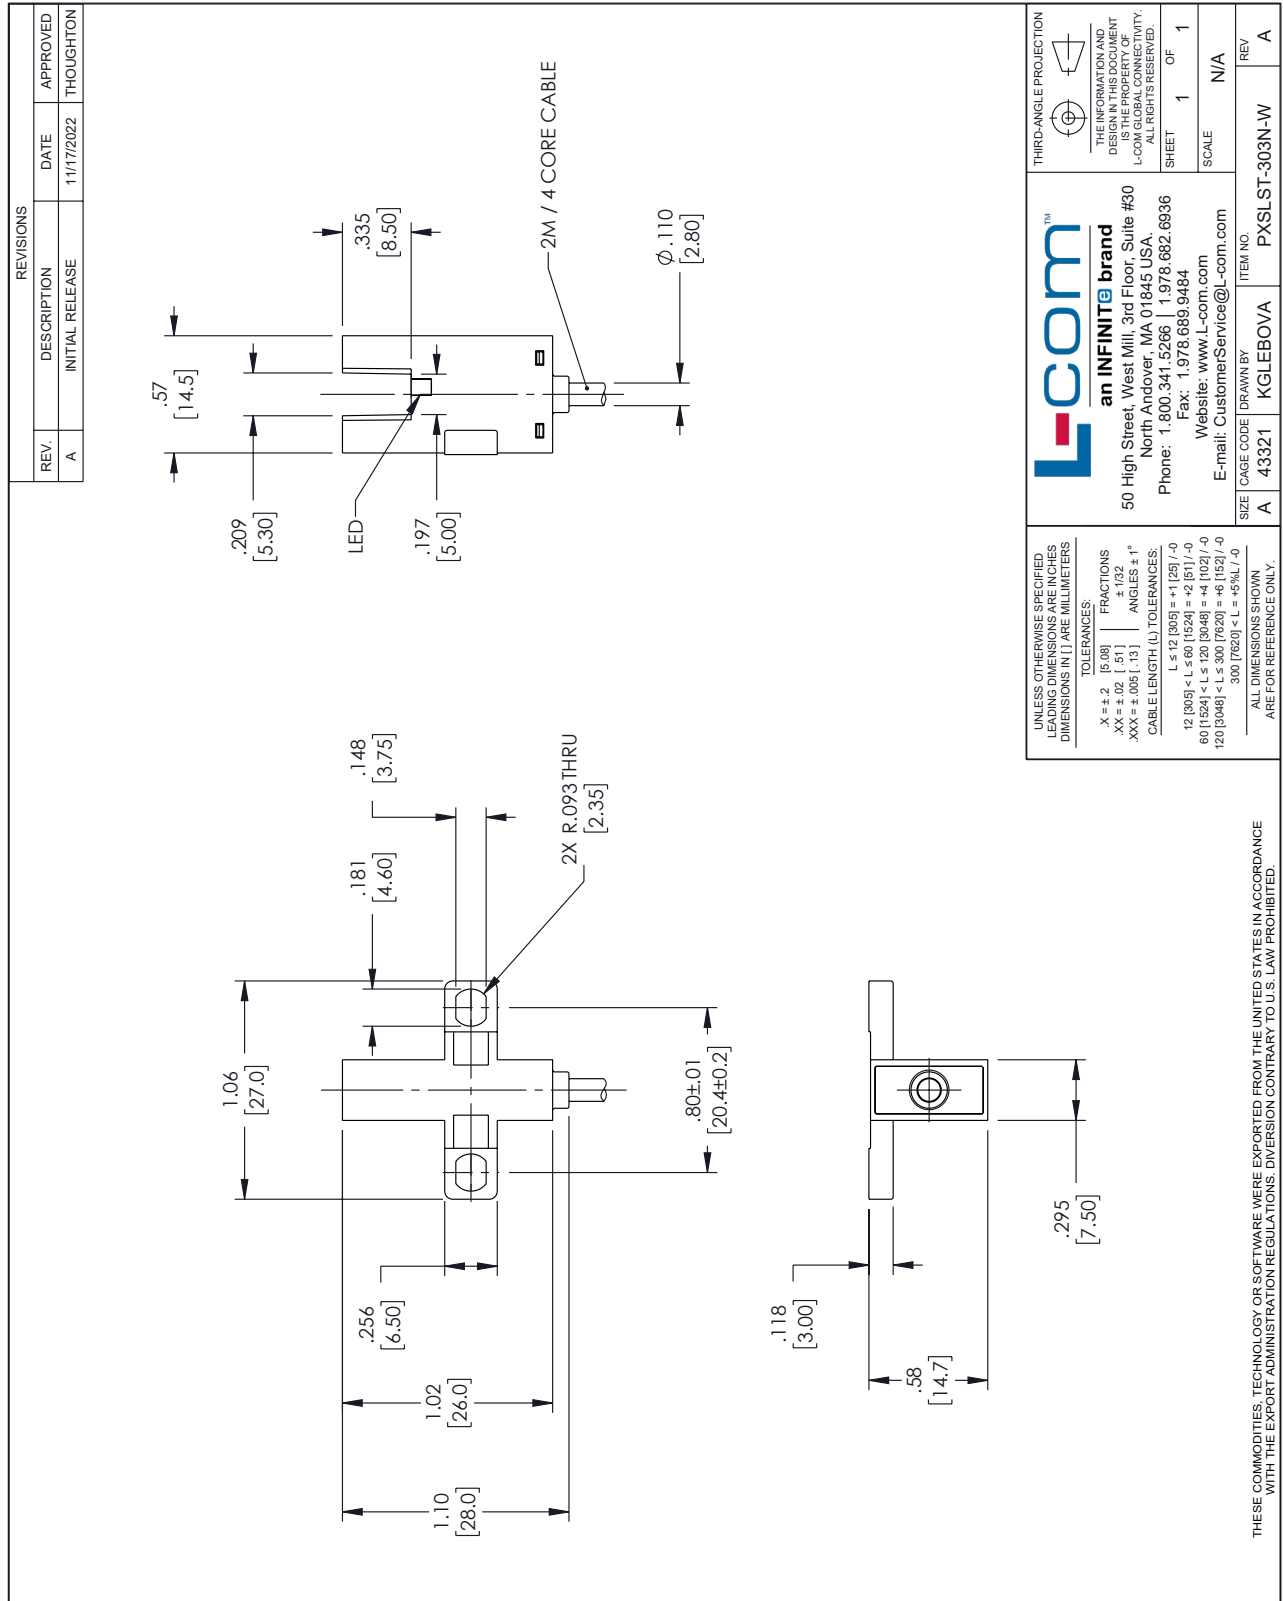 REVISIONS
REV. DESCRIPTION DATE APPROVED
A INITIAL RELEASE 11/17/2022 THOUGHTON
1.10
[28.0]
1.02
[26.0]
.256
[6.50]
1.06
[27.0]
.181
[4.60]
.148
[3.75]
2X R.093 THRU
[2.35]
.80±.01
[20.4±0.2]
.57
[14.5]
.209
[5.30]
LED
.197
[5.00]
.335
[8.50]
2M / 4 CORE CABLE
Ø.110
[2.80]
.118
[3.00]
.58
[14.7]
.295
[7.50]
UNLESS OTHERWISE SPECIFIED
LEADING DIMENSIONS ARE INCHES
DIMENSIONS IN [ ] ARE MILLIMETERS
TOLERANCES:
.X = ± .2 [5.08] FRACTIONS
.XX = ± .02 [ .51 ] ± 1/32
.XXX = ± .005 [ .13 ] ANGLES ± 1°
CABLE LENGTH (L) TOLERANCES:
L ≤ 12 [305] = +1 [25] / -0
12 [305] < L ≤ 60 [1524] = +2 [51] / -0
60 [1524] < L ≤ 120 [3048] = +4 [102] / -0
120 [3048] < L ≤ 300 [7620] = +6 [152] / -0
300 [7620] < L = +5%L / -0
ALL DIMENSIONS SHOWN
ARE FOR REFERENCE ONLY.
L-com™
an INFINITe brand
50 High Street, West Mill, 3rd Floor, Suite #30
North Andover, MA 01845 USA.
Phone: 1.800.341.5266 | 1.978.682.6936
Fax: 1.978.689.9484
Website: www.L-com.com
E-mail: CustomerService@L-com.com
THIRD-ANGLE PROJECTION
THE INFORMATION AND
DESIGN IN THIS DOCUMENT
IS THE PROPERTY OF
L-COM GLOBAL CONNECTIVITY.
ALL RIGHTS RESERVED.
SHEET 1 OF 1
SCALE N/A
SIZE CAGE CODE DRAWN BY ITEM NO. REV
A 43321 KGLEBOVA PXSLST-303N-W A
THESE COMMODITIES, TECHNOLOGY OR SOFTWARE WERE EXPORTED FROM THE UNITED STATES IN ACCORDANCE
WITH THE EXPORT ADMINISTRATION REGULATIONS. DIVERSION CONTRARY TO U.S. LAW PROHIBITED.